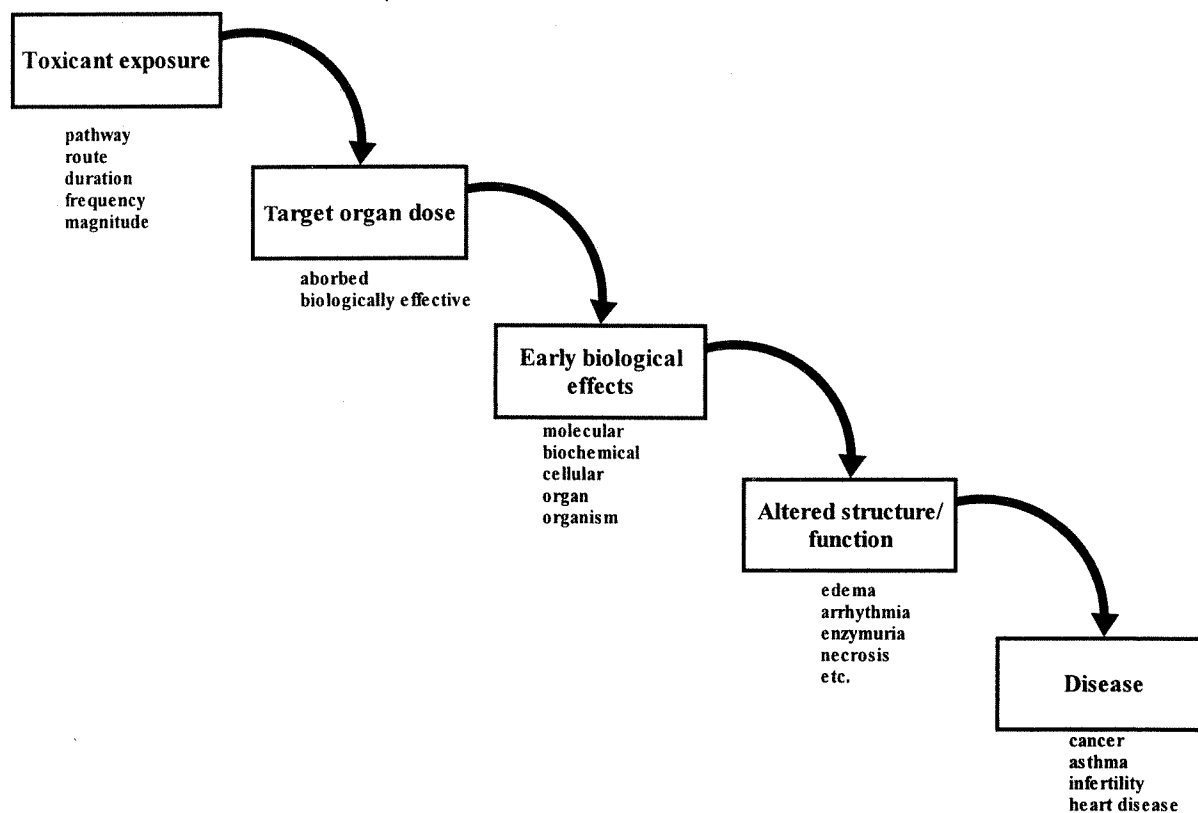 Toxicant exposure
pathway
route
duration
frequency
magnitude
Target organ dose
aborbed
biologically effective
Early biological
effects
molecular
biochemical
cellular
organ
organism
Altered structure/
function
edema
arrhythmia
enzymuria
necrosis
etc.
Disease
cancer
asthma
infertility
heart disease